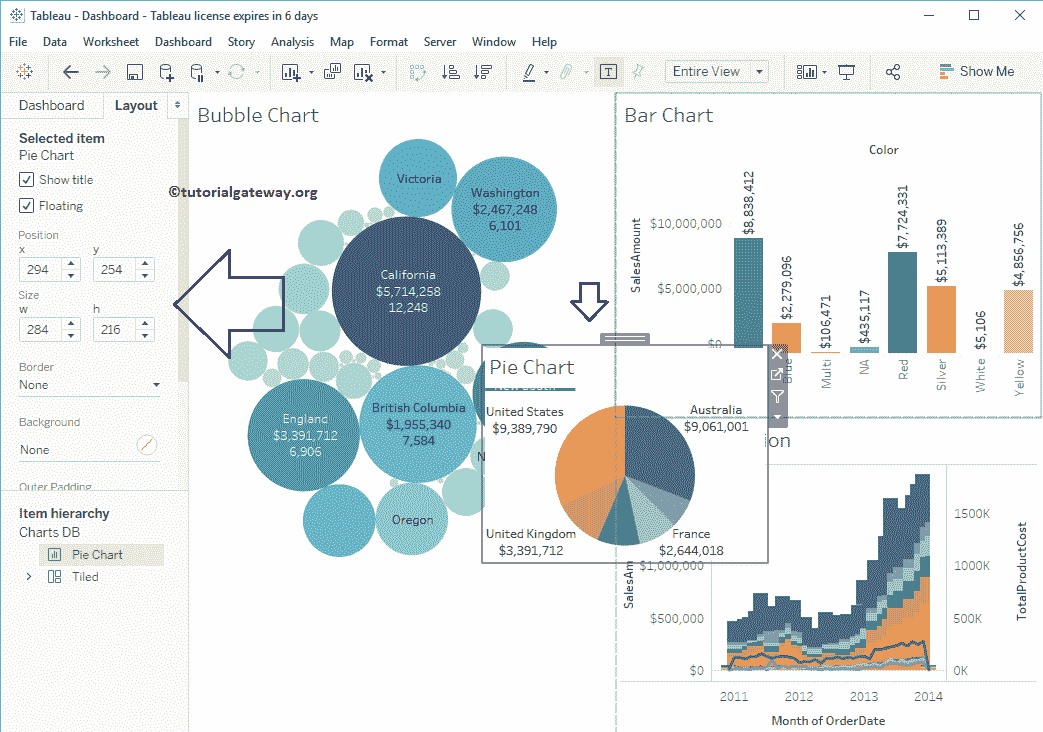 Tableau - Dashboard - Tableau license expires in 6 days
File Data Worksheet Dashboard Story Analysis Map Format Server Window Help
Entire View
Show Me
Dashboard Layout
Selected item
Pie Chart
Show title
Floating
Position
x y
294 254
Size
w h
284 216
Border
None
Background
None
Outer Padding
Item hierarchy
Charts DB
Pie Chart
Tiled
Bubble Chart
©tutorialgateway.org
Victoria
Washington
$2,467,248
6,101
California
$5,714,258
12,248
England
$3,391,712
6,906
British Columbia
$1,955,340
7,584
Oregon
Bar Chart
Color
SalesAmount
$10,000,000
$5,000,000
$0
$8,838,412
$2,279,096
$106,471
$435,117
$7,724,331
$5,113,389
$5,106
$4,856,756
Blue
Multi
NA
Red
Silver
White
Yellow
Pie Chart
United States
$9,389,790
Australia
$9,061,001
United Kingdom
$3,391,712
France
$2,644,018
ion
SalesAm
$1,000,000
$500,000
$0
1500K
1000K
500K
0K
TotalProductCost
2011 2012 2013 2014
Month of OrderDate